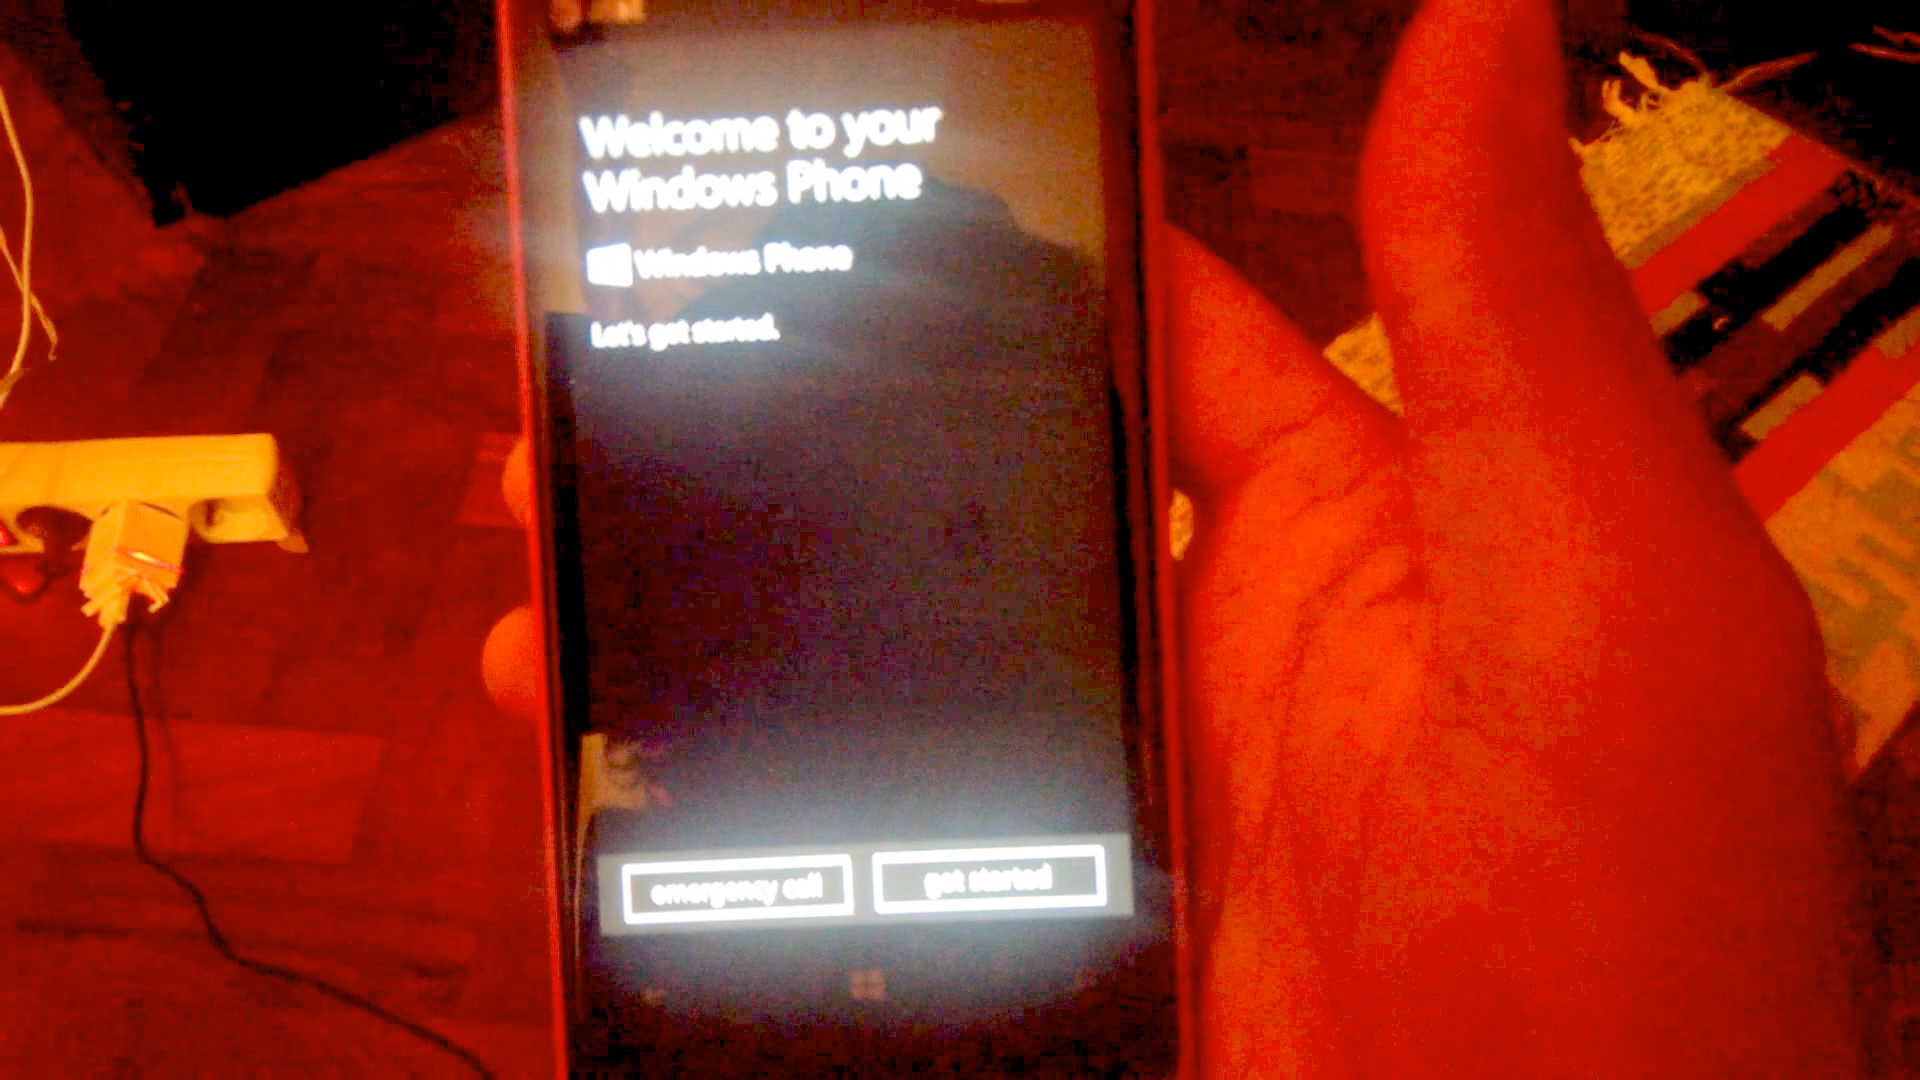 Welcome to your
Windows Phone
Windows Phone
Let's get started.
emergency call
get started